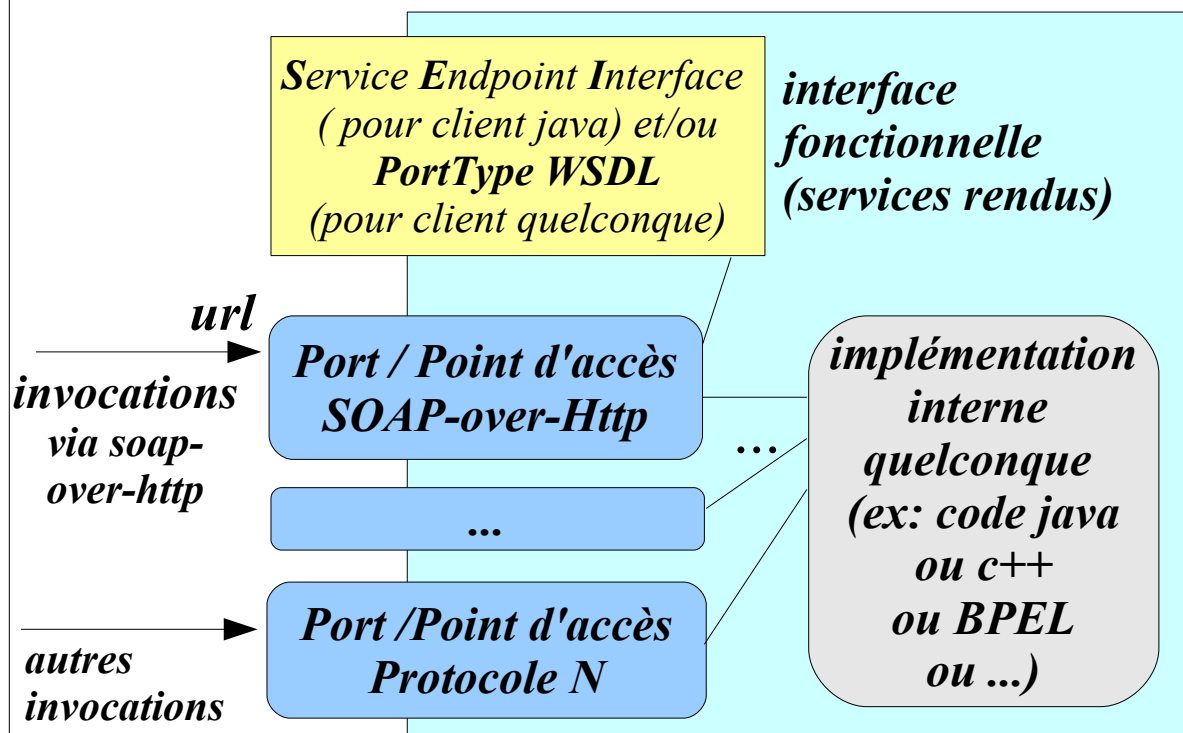 Service Endpoint Interface
( pour client java) et/ou
PortType WSDL
(pour client quelconque)
interface
fonctionnelle
(services rendus)
url
invocations
via soap-
over-http
Port / Point d'accès
SOAP-over-Http
...
...
Port /Point d'accès
Protocole N
autres
invocations
implémentation
interne
quelconque
(ex: code java
ou c++
ou BPEL
ou ...)